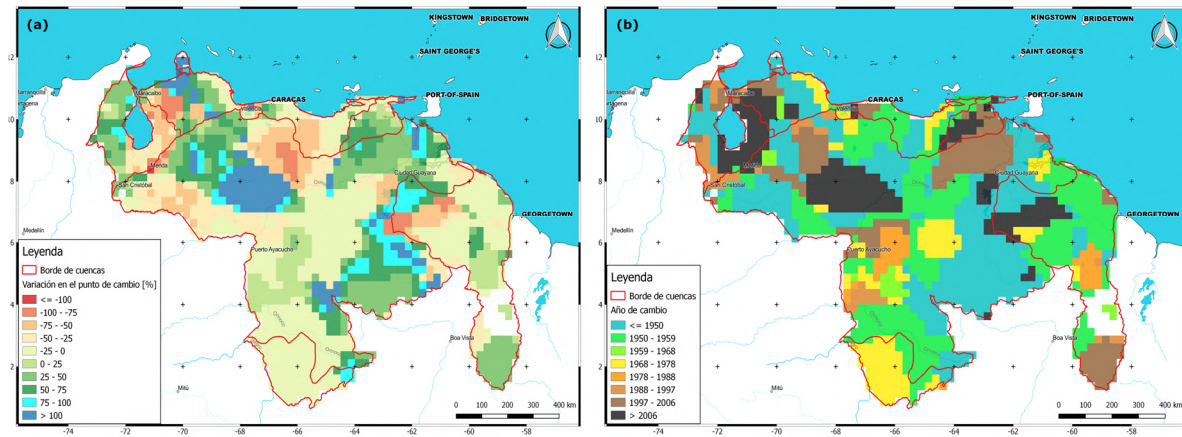 (a)
KINGSTOWN
BRIDGETOWN
SAINT GEORGE'S
12
Maracaibo
CARACAS
PORT-OF-SPAIN
Valencia
10
Mérida
San Cristóbal
Ciudad Guayana
8
GEORGETOWN
Medellín
Puerto Ayacucho
6
4
Boa Vista
Mitú
2
Leyenda
Borde de cuencas
Variación en el punto de cambio [%]
<= -100
-100 - -75
-75 - -50
-50 - -25
-25 - 0
0 - 25
25 - 50
50 - 75
75 - 100
> 100
0 100 200 300 400 km
-74 -72 -70 -68 -66 -64 -62 -60 -58
(b)
KINGSTOWN
BRIDGETOWN
SAINT GEORGE'S
12
Maracaibo
CARACAS
PORT-OF-SPAIN
10
San Cristóbal
Ciudad Guayana
8
GEORGETOWN
Medellín
Puerto Ayacucho
6
4
Boa Vista
Mitú
2
Leyenda
Borde de cuencas
Año de cambio
<= 1950
1950 - 1959
1959 - 1968
1968 - 1978
1978 - 1988
1988 - 1997
1997 - 2006
> 2006
0 100 200 300 400 km
-74 -72 -70 -68 -66 -64 -62 -60 -58